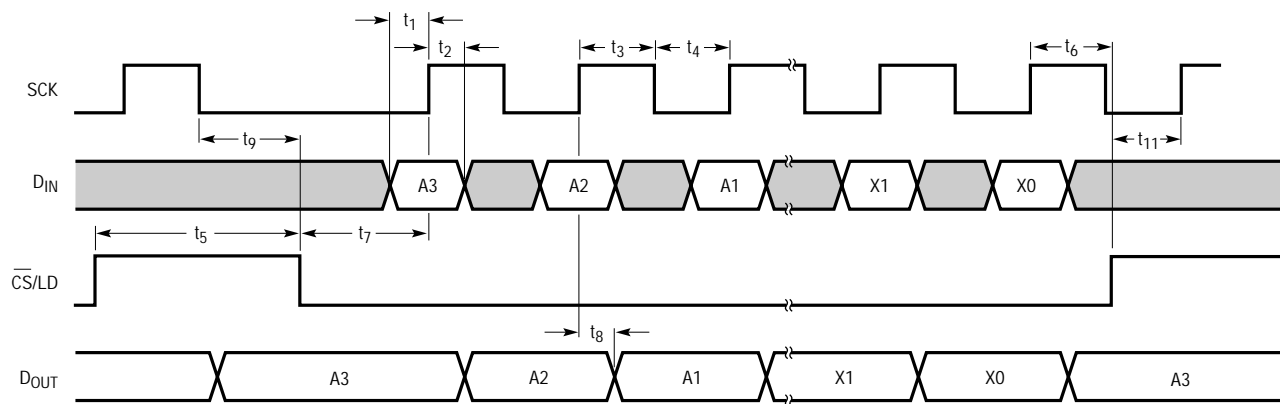 t1
t2 t3 t4 t6
SCK
t9 t11
DIN A3 A2 A1 X1 X0
t5 t7
CS/LD
t8
DOUT A3 A2 A1 X1 X0 A3